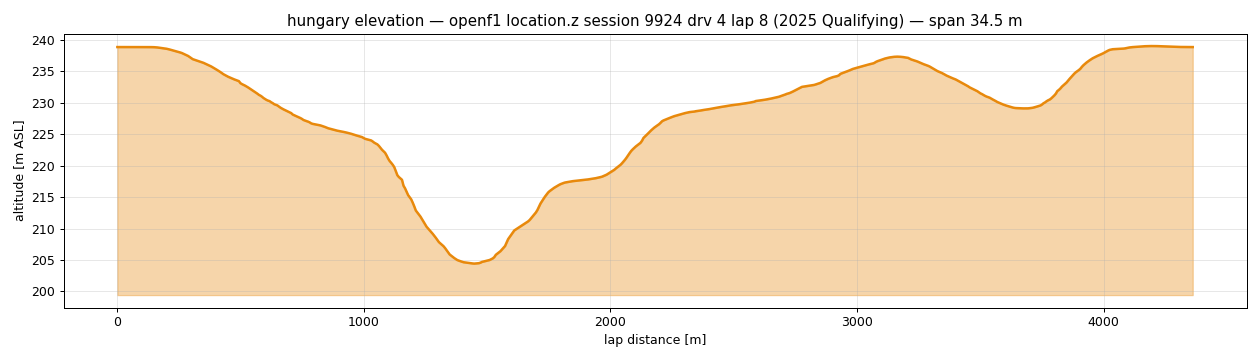 hungary elevation — openf1 location.z session 9924 drv 4 lap 8 (2025 Qualifying) — span 34.5 m
altitude [m ASL]
240
235
230
225
220
215
210
205
200
0 1000 2000 3000 4000
lap distance [m]